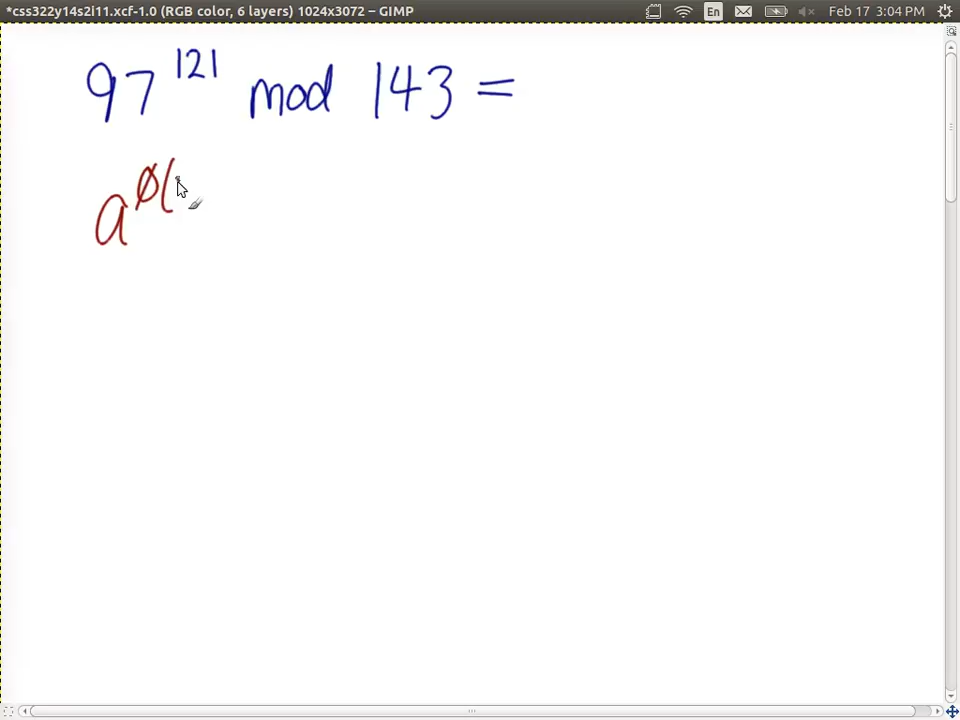 *css322y14s2i11.xcf-1.0 (RGB color, 6 layers) 1024x3072 – GIMP En Feb 17 3:04 PM
97^121 mod 143 =
a^ø(